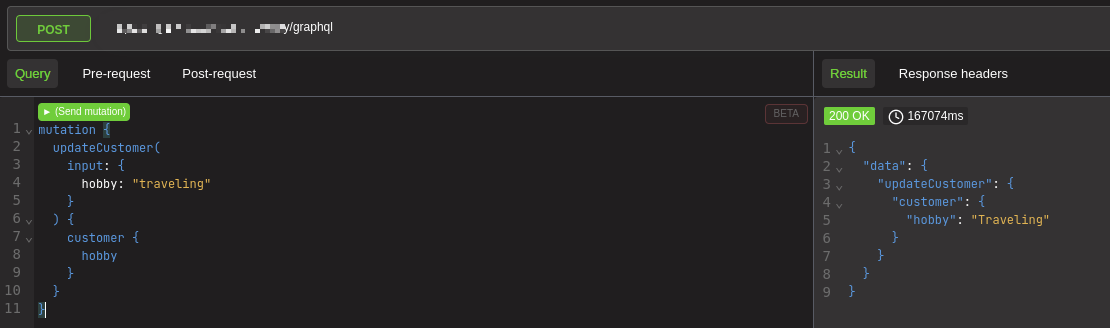 POST
y/graphql
Query Pre-request Post-request
Result Response headers
► (Send mutation)
BETA
200 OK 167074ms
1 mutation {
2 updateCustomer(
3 input: {
4 hobby: "traveling"
5 }
6 ) {
7 customer {
8 hobby
9 }
10 }
11 }
1 {
2 "data": {
3 "updateCustomer": {
4 "customer": {
5 "hobby": "Traveling"
6 }
7 }
8 }
9 }